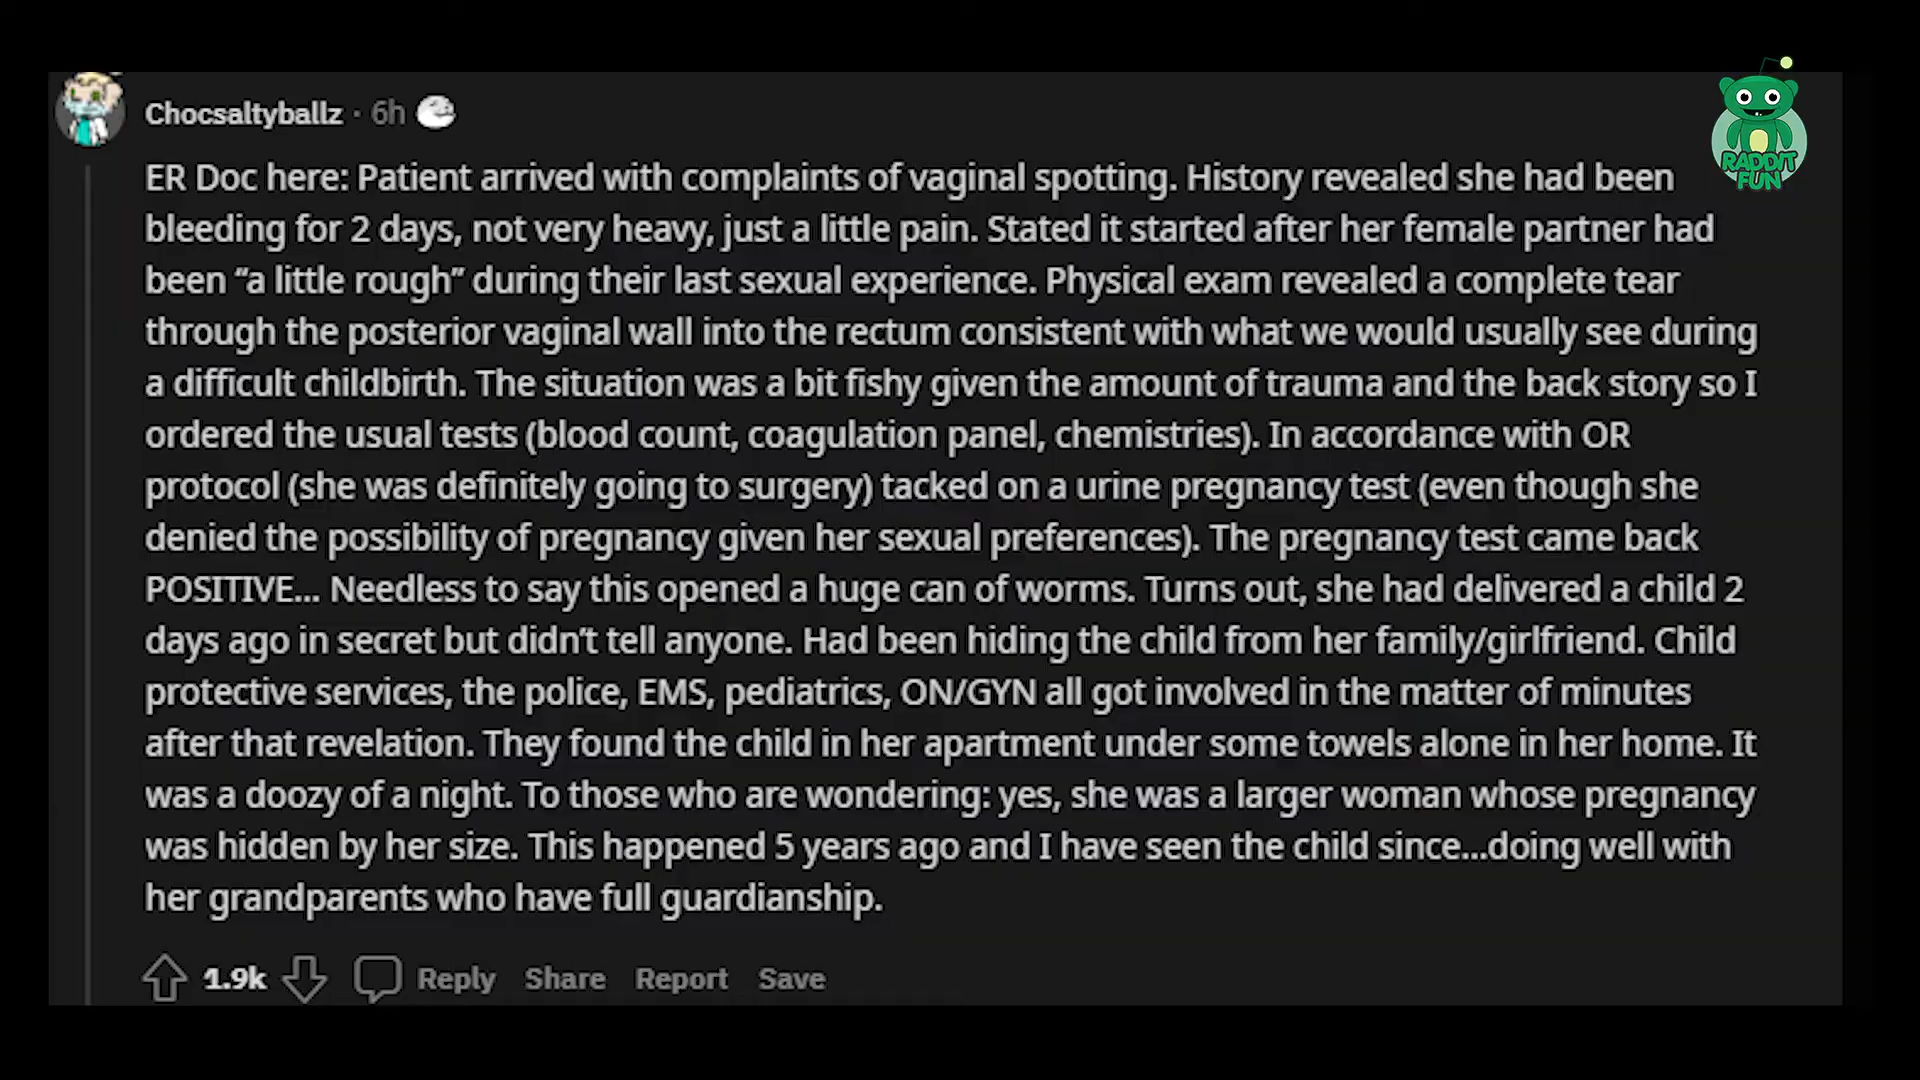 Chocsaltyballz · 6h
RADDIT
FUN
ER Doc here: Patient arrived with complaints of vaginal spotting. History revealed she had been
bleeding for 2 days, not very heavy, just a little pain. Stated it started after her female partner had
been “a little rough” during their last sexual experience. Physical exam revealed a complete tear
through the posterior vaginal wall into the rectum consistent with what we would usually see during
a difficult childbirth. The situation was a bit fishy given the amount of trauma and the back story so I
ordered the usual tests (blood count, coagulation panel, chemistries). In accordance with OR
protocol (she was definitely going to surgery) tacked on a urine pregnancy test (even though she
denied the possibility of pregnancy given her sexual preferences). The pregnancy test came back
POSITIVE... Needless to say this opened a huge can of worms. Turns out, she had delivered a child 2
days ago in secret but didn’t tell anyone. Had been hiding the child from her family/girlfriend. Child
protective services, the police, EMS, pediatrics, ON/GYN all got involved in the matter of minutes
after that revelation. They found the child in her apartment under some towels alone in her home. It
was a doozy of a night. To those who are wondering: yes, she was a larger woman whose pregnancy
was hidden by her size. This happened 5 years ago and I have seen the child since...doing well with
her grandparents who have full guardianship.
1.9k Reply Share Report Save